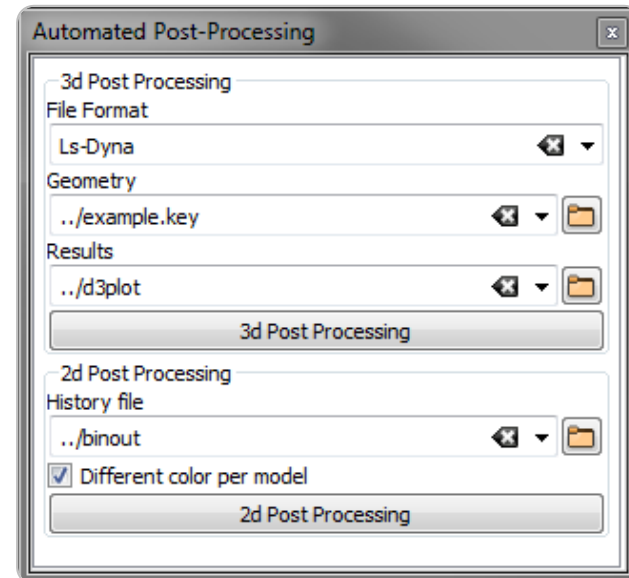 Automated Post-Processing
3d Post Processing
File Format
Ls-Dyna
Geometry
../example.key
Results
../d3plot
3d Post Processing
2d Post Processing
History file
../binout
Different color per model
2d Post Processing